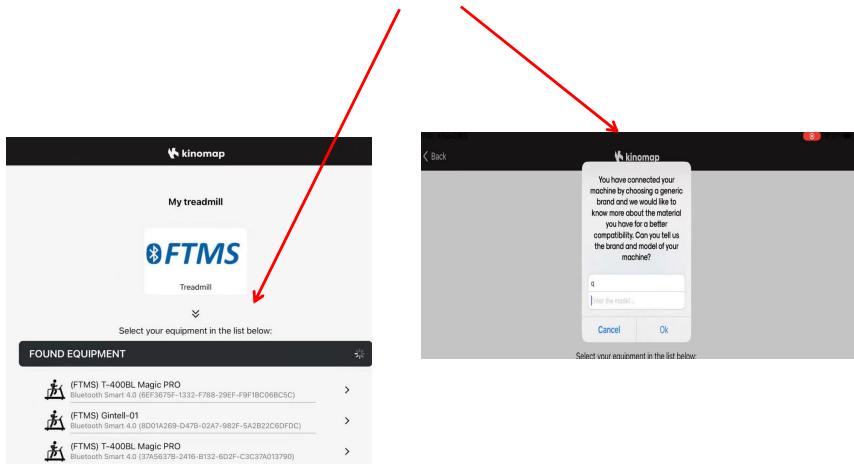 kinomap
My treadmill
FTMS
Treadmill
Select your equipment in the list below:
FOUND EQUIPMENT
(FTMS) T-400BL Magic PRO
Bluetooth Smart 4.0 (6EF3675F-1332-F788-29EF-F9F1BC06BC5C)
(FTMS) Gintell-01
Bluetooth Smart 4.0 (8D01A269-D47B-02A7-982F-5A2B22C6DFDC)
(FTMS) T-400BL Magic PRO
Bluetooth Smart 4.0 (37A5637B-2416-B132-6D2F-C3C37A013790)
Back
kinomap
You have connected your
machine by choosing a generic
brand and we would like to
know more about the material
you have for a better
compatibility. Can you tell us
the brand and model of your
machine?
q
Enter the model...
Cancel
Ok
Select your equipment in the list below: